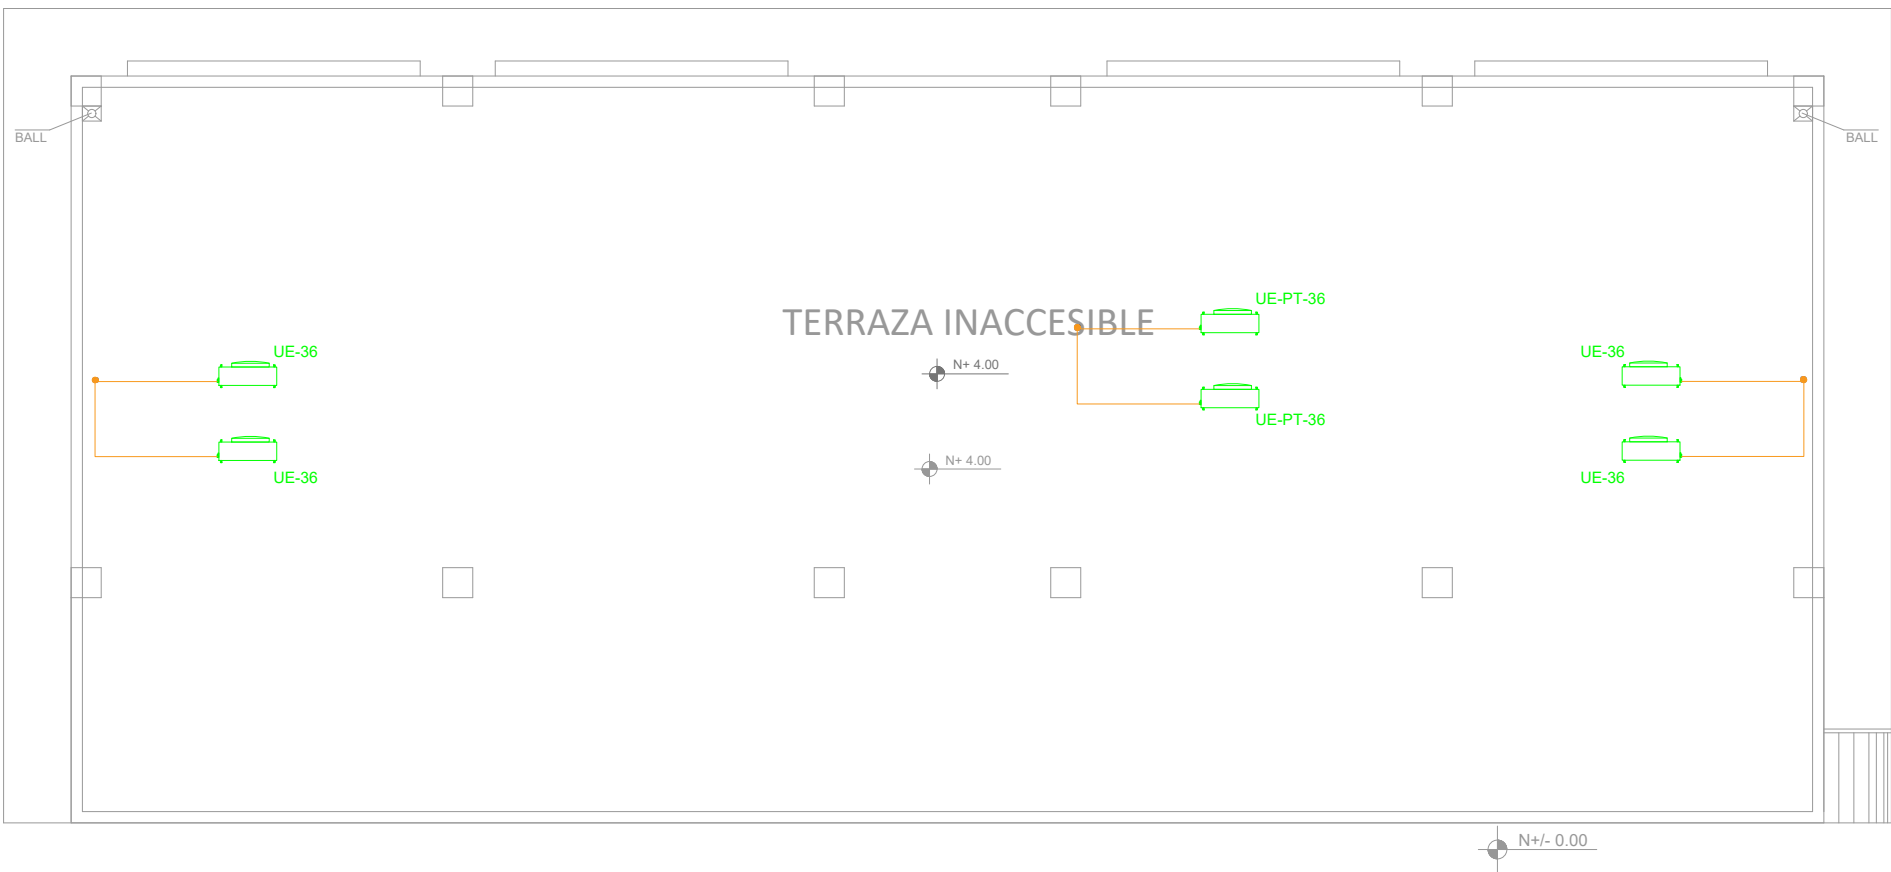 BALL
BALL
UE-PT-36
TERRAZA INACCESIBLE
UE-36
UE-36
N+ 4.00
UE-PT-36
N+ 4.00
UE-36
UE-36
N+/- 0.00